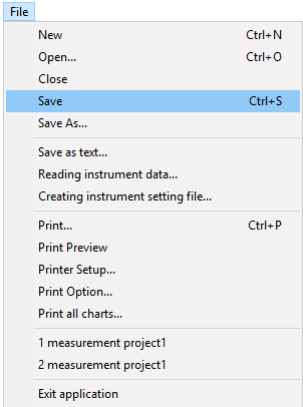 File
New Ctrl+N
Open... Ctrl+O
Close
Save Ctrl+S
Save As...
Save as text...
Reading instrument data...
Creating instrument setting file...
Print... Ctrl+P
Print Preview
Printer Setup...
Print Option...
Print all charts...
1 measurement project1
2 measurement project1
Exit application